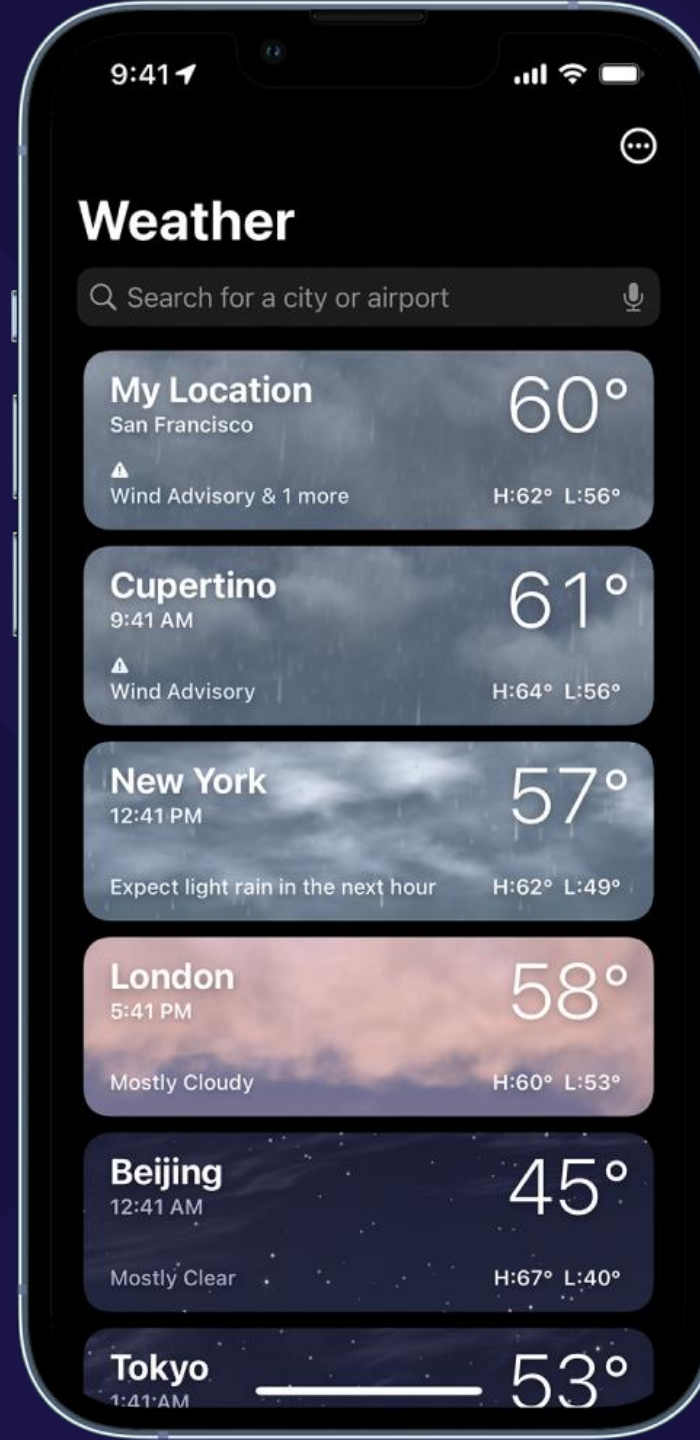 9:41
Weather
Search for a city or airport
My Location
San Francisco
60°
Wind Advisory & 1 more
H:62° L:56°
Cupertino
9:41 AM
61°
Wind Advisory
H:64° L:56°
New York
12:41 PM
57°
Expect light rain in the next hour
H:62° L:49°
London
5:41 PM
58°
Mostly Cloudy
H:60° L:53°
Beijing
12:41 AM
45°
Mostly Clear
H:67° L:40°
Tokyo
1:41 AM
53°